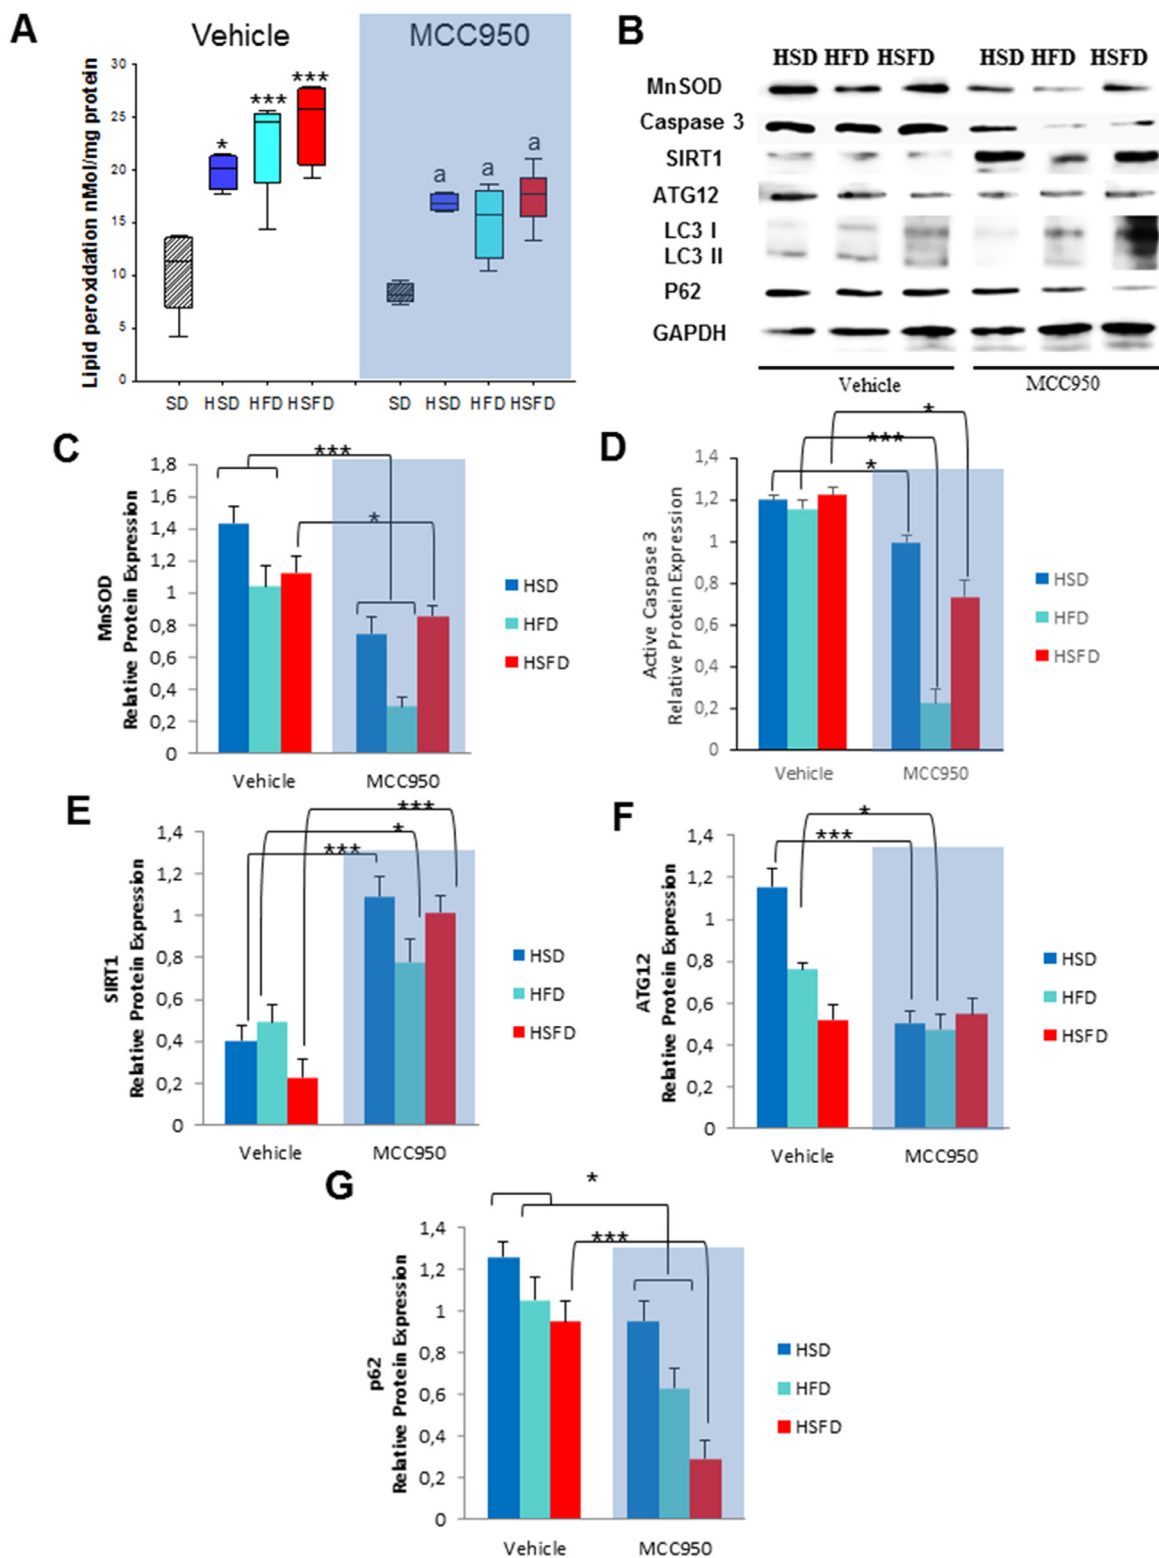 A
Vehicle
MCC950
Lipid peroxidation nMol/mg protein
30
25
20
15
10
5
0
*
***
***
a
a
a
SD
HSD
HFD
HSFD
SD
HSD
HFD
HSFD
B
HSD HFD HSFD
HSD HFD HSFD
MnSOD
Caspase 3
SIRT1
ATG12
LC3 I
LC3 II
P62
GAPDH
Vehicle
MCC950
C
***
*
MnSOD
Relative Protein Expression
1,8
1,6
1,4
1,2
1
0,8
0,6
0,4
0,2
0
Vehicle
MCC950
HSD
HFD
HSFD
D
*
***
*
Active Caspase 3
Relative Protein Expression
1,4
1,2
1
0,8
0,6
0,4
0,2
0
Vehicle
MCC950
HSD
HFD
HSFD
E
***
*
***
SIRT1
Relative Protein Expression
1,4
1,2
1
0,8
0,6
0,4
0,2
0
Vehicle
MCC950
HSD
HFD
HSFD
F
*
***
ATG12
Relative Protein Expression
1,4
1,2
1
0,8
0,6
0,4
0,2
0
Vehicle
MCC950
HSD
HFD
HSFD
G
*
***
p62
Relative Protein Expression
1,4
1,2
1
0,8
0,6
0,4
0,2
0
Vehicle
MCC950
HSD
HFD
HSFD